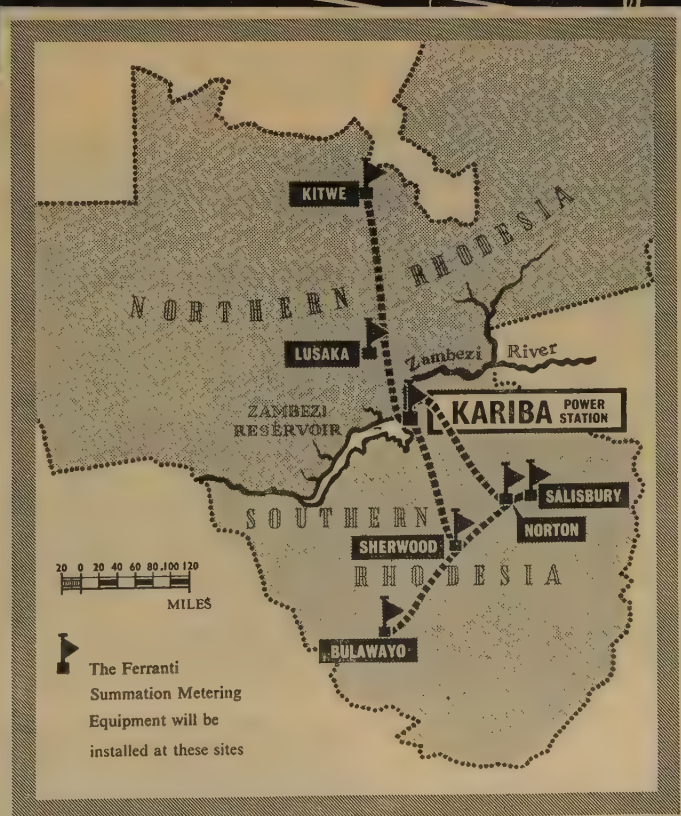 KITWE
NORTHERN RHODESIA
LUSAKA
Zambezi River
KARIBA POWER
STATION
ZAMBEZI
RESERVOIR
SALISBURY
NORTON
SOUTHERN
SHERWOOD
RHODESIA
20 0 20 40 60 80 100 120
MILES
BULAWAYO
The Ferranti
Summation Metering
Equipment will be
installed at these sites